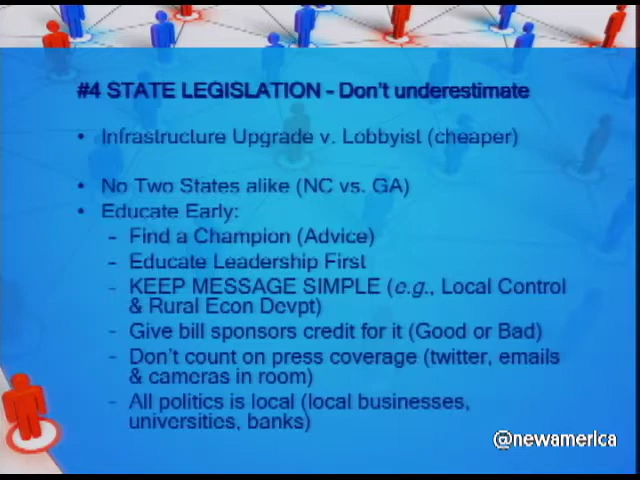 #4 STATE LEGISLATION - Don't underestimate
• Infrastructure Upgrade v. Lobbyist (cheaper)
• No Two States alike (NC vs. GA)
• Educate Early:
– Find a Champion (Advice)
– Educate Leadership First
– KEEP MESSAGE SIMPLE (e.g., Local Control
& Rural Econ Devpt)
– Give bill sponsors credit for it (Good or Bad)
– Don't count on press coverage (twitter, emails
& cameras in room)
– All politics is local (local businesses,
universities, banks)
@newamerica